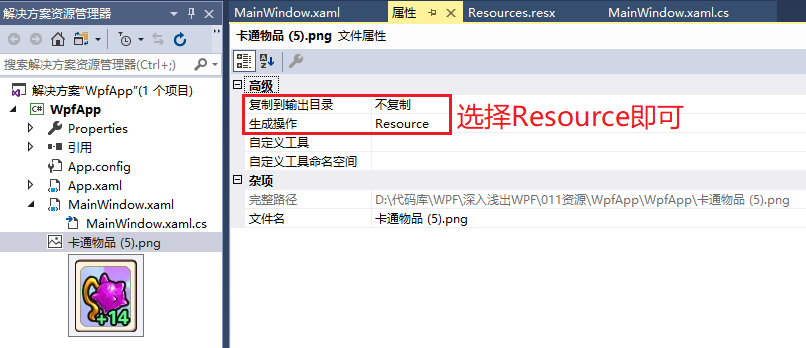 解决方案资源管理器
搜索解决方案资源管理器(Ctrl+;)
解决方案"WpfApp"(1 个项目)
WpfApp
Properties
引用
App.config
App.xaml
MainWindow.xaml
MainWindow.xaml.cs
卡通物品 (5).png
+14
MainWindow.xaml
属性
Resources.resx
MainWindow.xaml.cs
卡通物品 (5).png 文件属性
高级
复制到输出目录 不复制
生成操作 Resource
自定义工具
自定义工具命名空间
杂项
完整路径 D:\代码库\WPF\深入浅出WPF\011资源\WpfApp\WpfApp\卡通物品 (5).png
文件名 卡通物品 (5).png
选择Resource即可